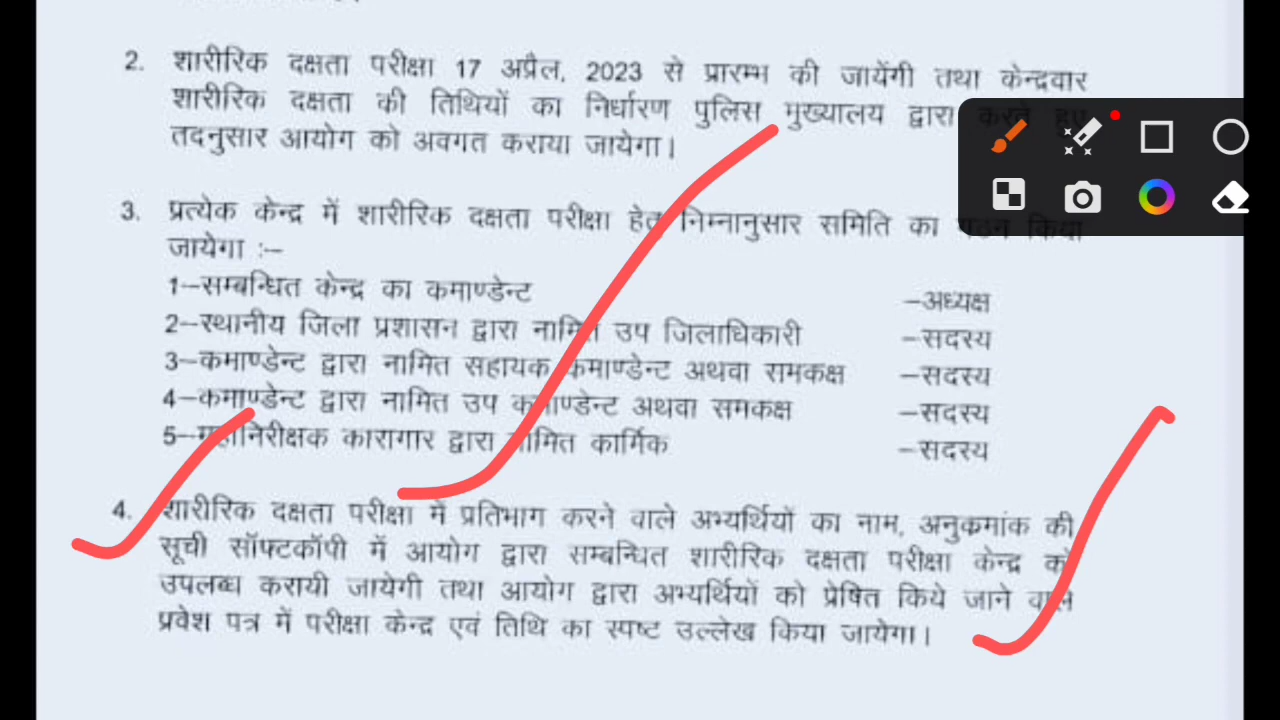 2. शारीरिक दक्षता परीक्षा 17 अप्रैल, 2023 से प्रारम्भ की जायेंगी तथा केन्द्रवार
शारीरिक दक्षता की तिथियों का निर्धारण पुलिस मुख्यालय द्वारा करते हुए
तदनुसार आयोग को अवगत कराया जायेगा।
3. प्रत्येक केन्द्र में शारीरिक दक्षता परीक्षा हेतु निम्नानुसार समिति का गठन किया
जायेगा :–
1–सम्बन्धित केन्द्र का कमाण्डेन्ट –अध्यक्ष
2–स्थानीय जिला प्रशासन द्वारा नामित उप जिलाधिकारी –सदस्य
3–कमाण्डेन्ट द्वारा नामित सहायक कमाण्डेन्ट अथवा समकक्ष –सदस्य
4–कमाण्डेन्ट द्वारा नामित उप कमाण्डेन्ट अथवा समकक्ष –सदस्य
5–महानिरीक्षक कारागार द्वारा नामित कार्मिक –सदस्य
4. शारीरिक दक्षता परीक्षा में प्रतिभाग करने वाले अभ्यर्थियों का नाम, अनुकमांक की
सूची सॉफ्टकॉपी में आयोग द्वारा सम्बन्धित शारीरिक दक्षता परीक्षा केन्द्र को
उपलब्ध करायी जायेगी तथा आयोग द्वारा अभ्यर्थियों को प्रेषित किये जाने वाले
प्रवेश पत्र में परीक्षा केन्द्र एवं तिथि का स्पष्ट उल्लेख किया जायेगा।